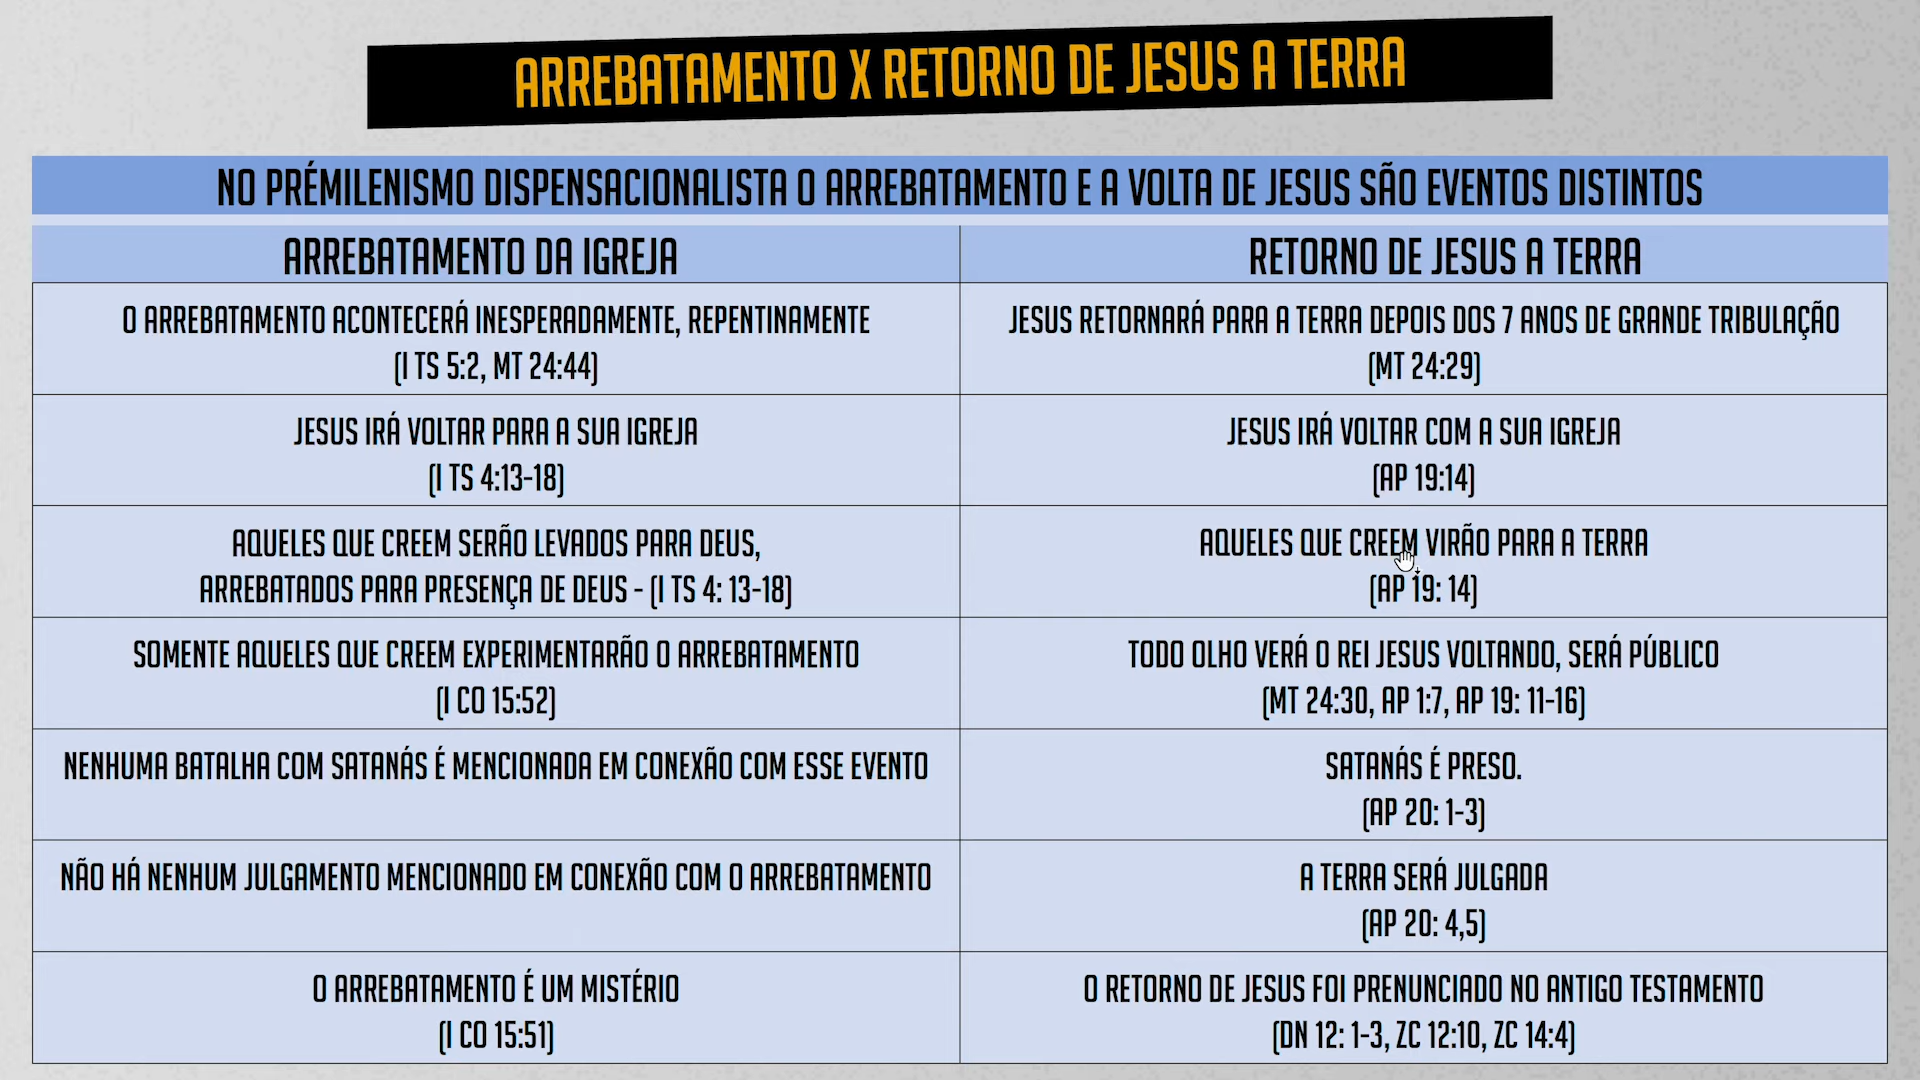 ARREBATAMENTO X RETORNO DE JESUS A TERRA
NO PRÉMILENISMO DISPENSACIONALISTA O ARREBATAMENTO E A VOLTA DE JESUS SÃO EVENTOS DISTINTOS
ARREBATAMENTO DA IGREJA
RETORNO DE JESUS A TERRA
O ARREBATAMENTO ACONTECERÁ INESPERADAMENTE, REPENTINAMENTE
(I TS 5:2, MT 24:44)
JESUS RETORNARÁ PARA A TERRA DEPOIS DOS 7 ANOS DE GRANDE TRIBULAÇÃO
(MT 24:29)
JESUS IRÁ VOLTAR PARA A SUA IGREJA
(I TS 4:13-18)
JESUS IRÁ VOLTAR COM A SUA IGREJA
(AP 19:14)
AQUELES QUE CREEM SERÃO LEVADOS PARA DEUS,
ARREBATADOS PARA PRESENÇA DE DEUS - (I TS 4: 13-18)
AQUELES QUE CREEM VIRÃO PARA A TERRA
(AP 19: 14)
SOMENTE AQUELES QUE CREEM EXPERIMENTARÃO O ARREBATAMENTO
(I CO 15:52)
TODO OLHO VERÁ O REI JESUS VOLTANDO, SERÁ PÚBLICO
(MT 24:30, AP 1:7, AP 19: 11-16)
NENHUMA BATALHA COM SATANÁS É MENCIONADA EM CONEXÃO COM ESSE EVENTO
SATANÁS É PRESO.
(AP 20: 1-3)
NÃO HÁ NENHUM JULGAMENTO MENCIONADO EM CONEXÃO COM O ARREBATAMENTO
A TERRA SERÁ JULGADA
(AP 20: 4,5)
O ARREBATAMENTO É UM MISTÉRIO
(I CO 15:51)
O RETORNO DE JESUS FOI PRENUNCIADO NO ANTIGO TESTAMENTO
(DN 12: 1-3, ZC 12:10, ZC 14:4)